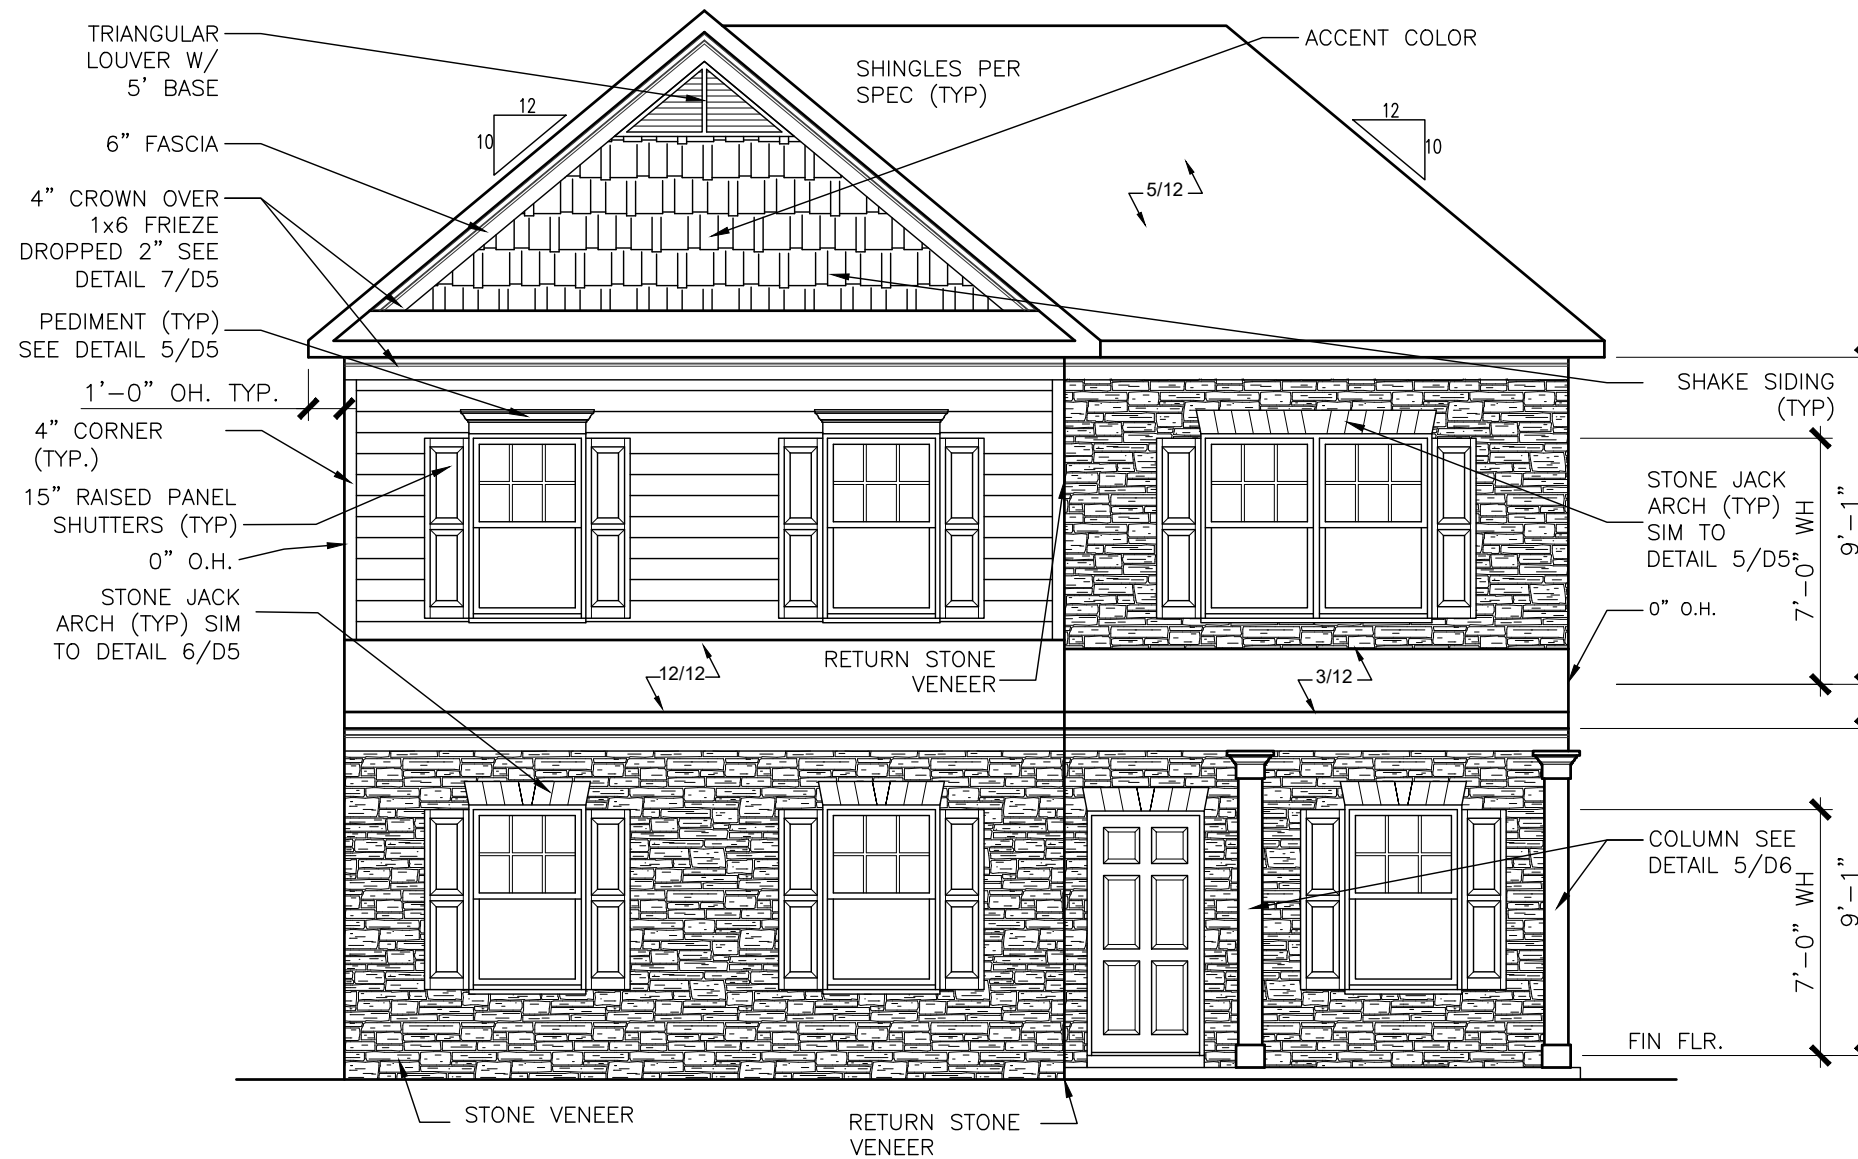 TRIANGULAR
LOUVER W/
5' BASE
6" FASCIA
4" CROWN OVER
1x6 FRIEZE
DROPPED 2" SEE
DETAIL 7/D5
PEDIMENT (TYP)
SEE DETAIL 5/D5
1'-0" OH. TYP.
4" CORNER
(TYP.)
15" RAISED PANEL
SHUTTERS (TYP)
0" O.H.
STONE JACK
ARCH (TYP) SIM
TO DETAIL 6/D5
12
10
SHINGLES PER
SPEC (TYP)
ACCENT COLOR
12
10
5/12
SHAKE SIDING
(TYP)
STONE JACK
ARCH (TYP)
SIM TO
DETAIL 5/D5
7'-0" WH
9'-1"
0" O.H.
RETURN STONE
VENEER
12/12
3/12
COLUMN SEE
DETAIL 5/D6
7'-0" WH
9'-1"
FIN FLR.
STONE VENEER
RETURN STONE
VENEER